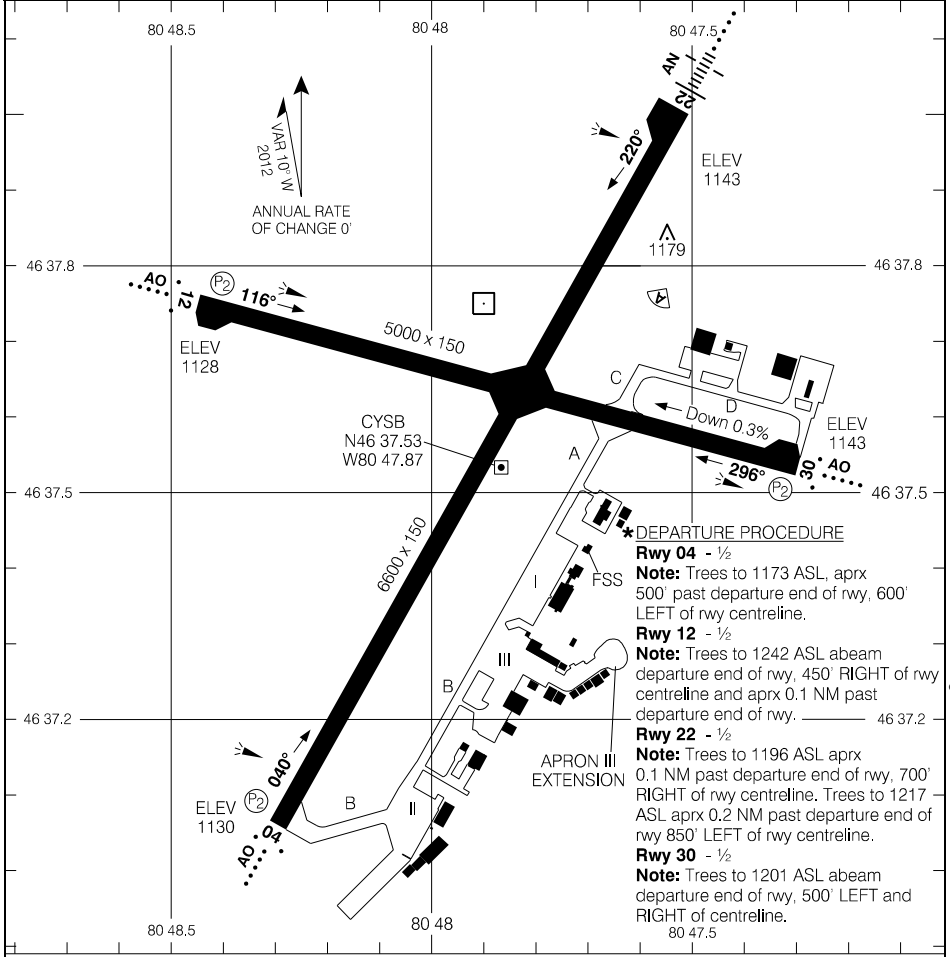 80 48.5
80 48
80 47.5
AN
22
VAR 10° W
2012
220°
ELEV
1143
ANNUAL RATE
OF CHANGE 0'
1179
46 37.8
46 37.8
AO
12
P2
116°
A
5000 x 150
ELEV
1128
C
D
Down 0.3%
CYSB
N46 37.53
W80 47.87
A
ELEV
1143
30
AO
296°
P2
46 37.5
46 37.5
6600 x 150
I
FSS
III
B
46 37.2
46 37.2
APRON III
EXTENSION
040°
P2
ELEV
1130
B
II
04
AO
* DEPARTURE PROCEDURE
Rwy 04 - ½
Note: Trees to 1173 ASL, aprx
500' past departure end of rwy, 600'
LEFT of rwy centreline.
Rwy 12 - ½
Note: Trees to 1242 ASL abeam
departure end of rwy, 450' RIGHT of rwy
centreline and aprx 0.1 NM past
departure end of rwy.
Rwy 22 - ½
Note: Trees to 1196 ASL aprx
0.1 NM past departure end of rwy, 700'
RIGHT of rwy centreline. Trees to 1217
ASL aprx 0.2 NM past departure end of
rwy 850' LEFT of rwy centreline.
Rwy 30 - ½
Note: Trees to 1201 ASL abeam
departure end of rwy, 500' LEFT and
RIGHT of centreline.
80 48.5
80 48
80 47.5